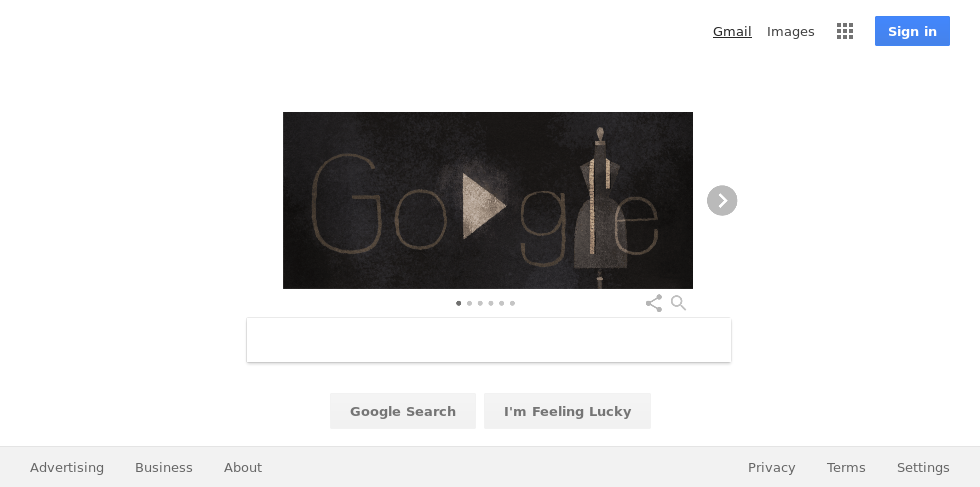 Gmail Images Sign in
Google
Google Search I'm Feeling Lucky
Advertising Business About Privacy Terms Settings